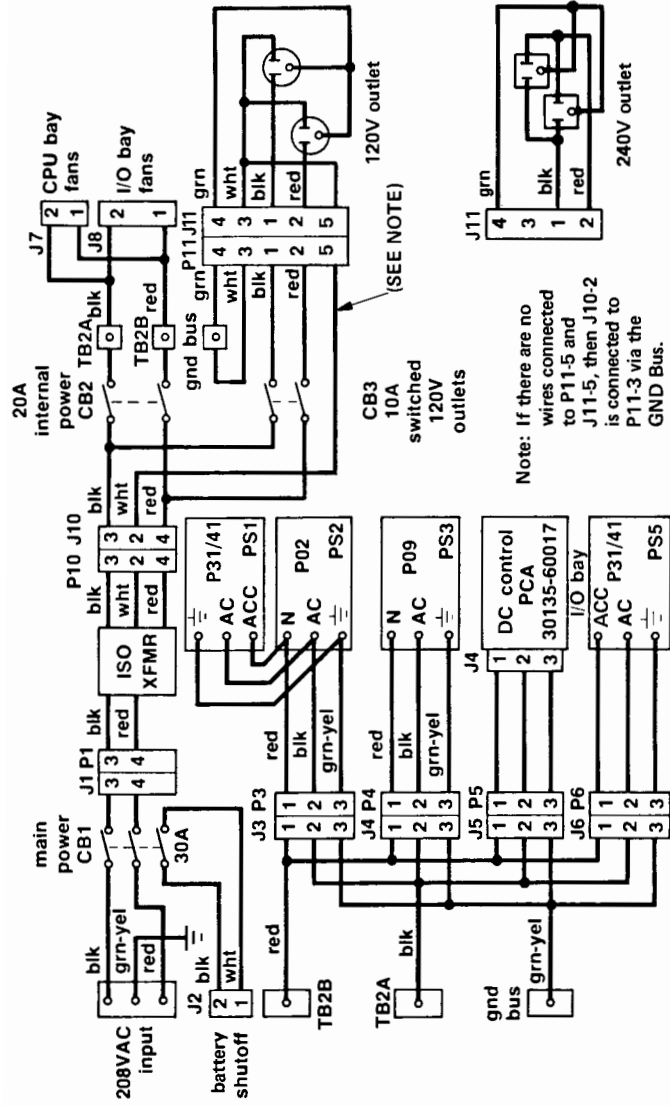 208VAC
input
blk
grn-yel
red
main
power
CB1
30A
J1 P1
3 3
4 4
blk
red
ISO
XFMR
blk
wht
red
P10 J10
3 3
2 2
4 4
blk
wht
red
20A
internal
power
CB2
TB2A
blk
TB2B
red
J7
2
1
CPU bay
fans
J8
2
1
I/O bay
fans
battery
shutoff
J2
2
1
blk
wht
gnd bus
grn
wht
blk
red
P11 J11
4 4
3 3
1 1
2 2
5 5
grn
wht
blk
red
120V outlet
(SEE NOTE)
CB3
10A
switched
120V
outlets
TB2B
red
TB2A
blk
gnd
bus
grn-yel
J3 P3
1 1
2 2
3 3
red
blk
grn-yel
P31/41
AC
ACC
PS1
N
AC
P02
PS2
J4 P4
1 1
2 2
3 3
red
blk
grn-yel
N
AC
P09
PS3
J5 P5
1 1
2 2
3 3
J4
1
2
3
DC control
PCA
30135-60017
J6 P6
1 1
2 2
3 3
I/O bay
ACC
AC
P31/41
PS5
Note: If there are no
wires connected
to P11-5 and
J11-5, then J10-2
is connected to
P11-3 via the
GND Bus.
J11
4
3
1
2
grn
blk
red
240V outlet